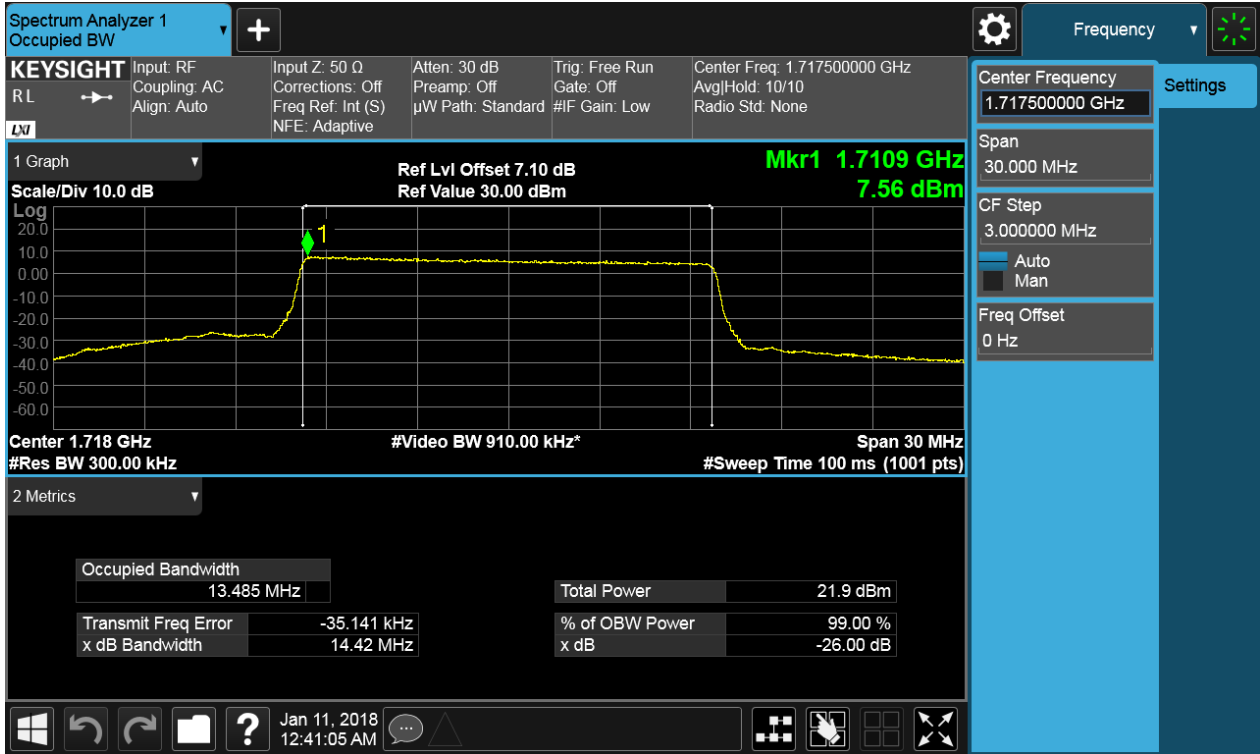 Spectrum Analyzer 1
Occupied BW
+
Frequency
KEYSIGHT
RL
LXI
Input: RF
Coupling: AC
Align: Auto
Input Z: 50 Ω
Corrections: Off
Freq Ref: Int (S)
NFE: Adaptive
Atten: 30 dB
Preamp: Off
µW Path: Standard
Trig: Free Run
Gate: Off
#IF Gain: Low
Center Freq: 1.717500000 GHz
Avg|Hold: 10/10
Radio Std: None
Center Frequency
1.717500000 GHz
Settings
Span
30.000 MHz
CF Step
3.000000 MHz
Auto
Man
Freq Offset
0 Hz
1 Graph
Scale/Div 10.0 dB
Ref Lvl Offset 7.10 dB
Ref Value 30.00 dBm
Mkr1 1.7109 GHz
7.56 dBm
Log
20.0
10.0
0.00
-10.0
-20.0
-30.0
-40.0
-50.0
-60.0
1
Center 1.718 GHz
#Res BW 300.00 kHz
#Video BW 910.00 kHz*
Span 30 MHz
#Sweep Time 100 ms (1001 pts)
2 Metrics
Occupied Bandwidth
13.485 MHz
Transmit Freq Error -35.141 kHz
x dB Bandwidth 14.42 MHz
Total Power 21.9 dBm
% of OBW Power 99.00 %
x dB -26.00 dB
?
Jan 11, 2018
12:41:05 AM